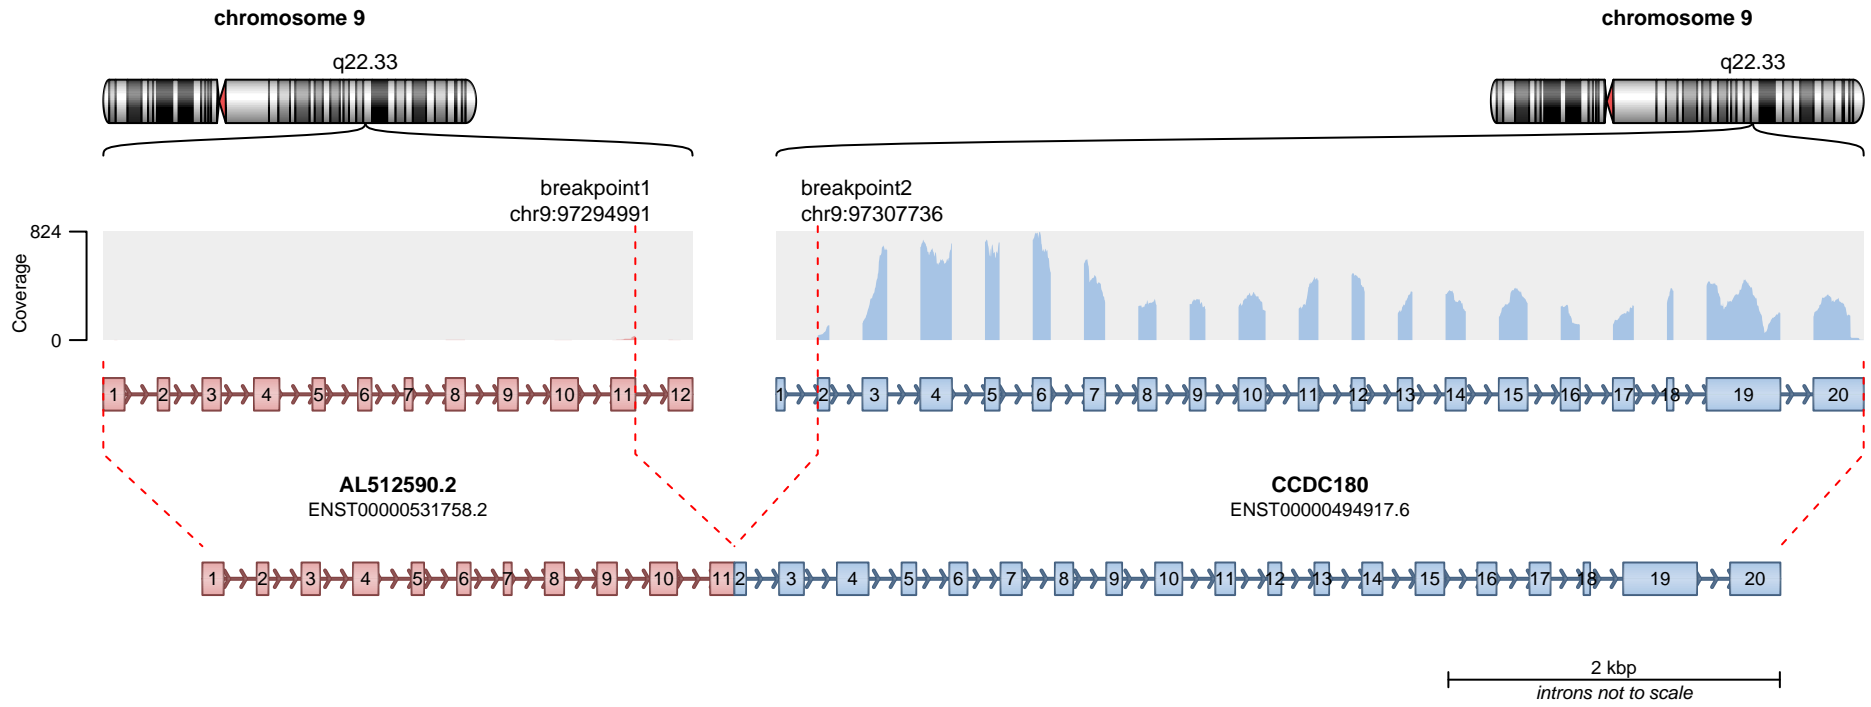 chromosome 9
chromosome 9
q22.33
q22.33
breakpoint1
chr9:97294991
breakpoint2
chr9:97307736
824
0
Coverage
1 2 3 4 5 6 7 8 9 10 11 12
1 2 3 4 5 6 7 8 9 10 11 12 13 14 15 16 17 18 19 20
AL512590.2
ENST00000531758.2
CCDC180
ENST00000494917.6
1 2 3 4 5 6 7 8 9 10 11 2 3 4 5 6 7 8 9 10 11 12 13 14 15 16 17 18 19 20
2 kbp
introns not to scale